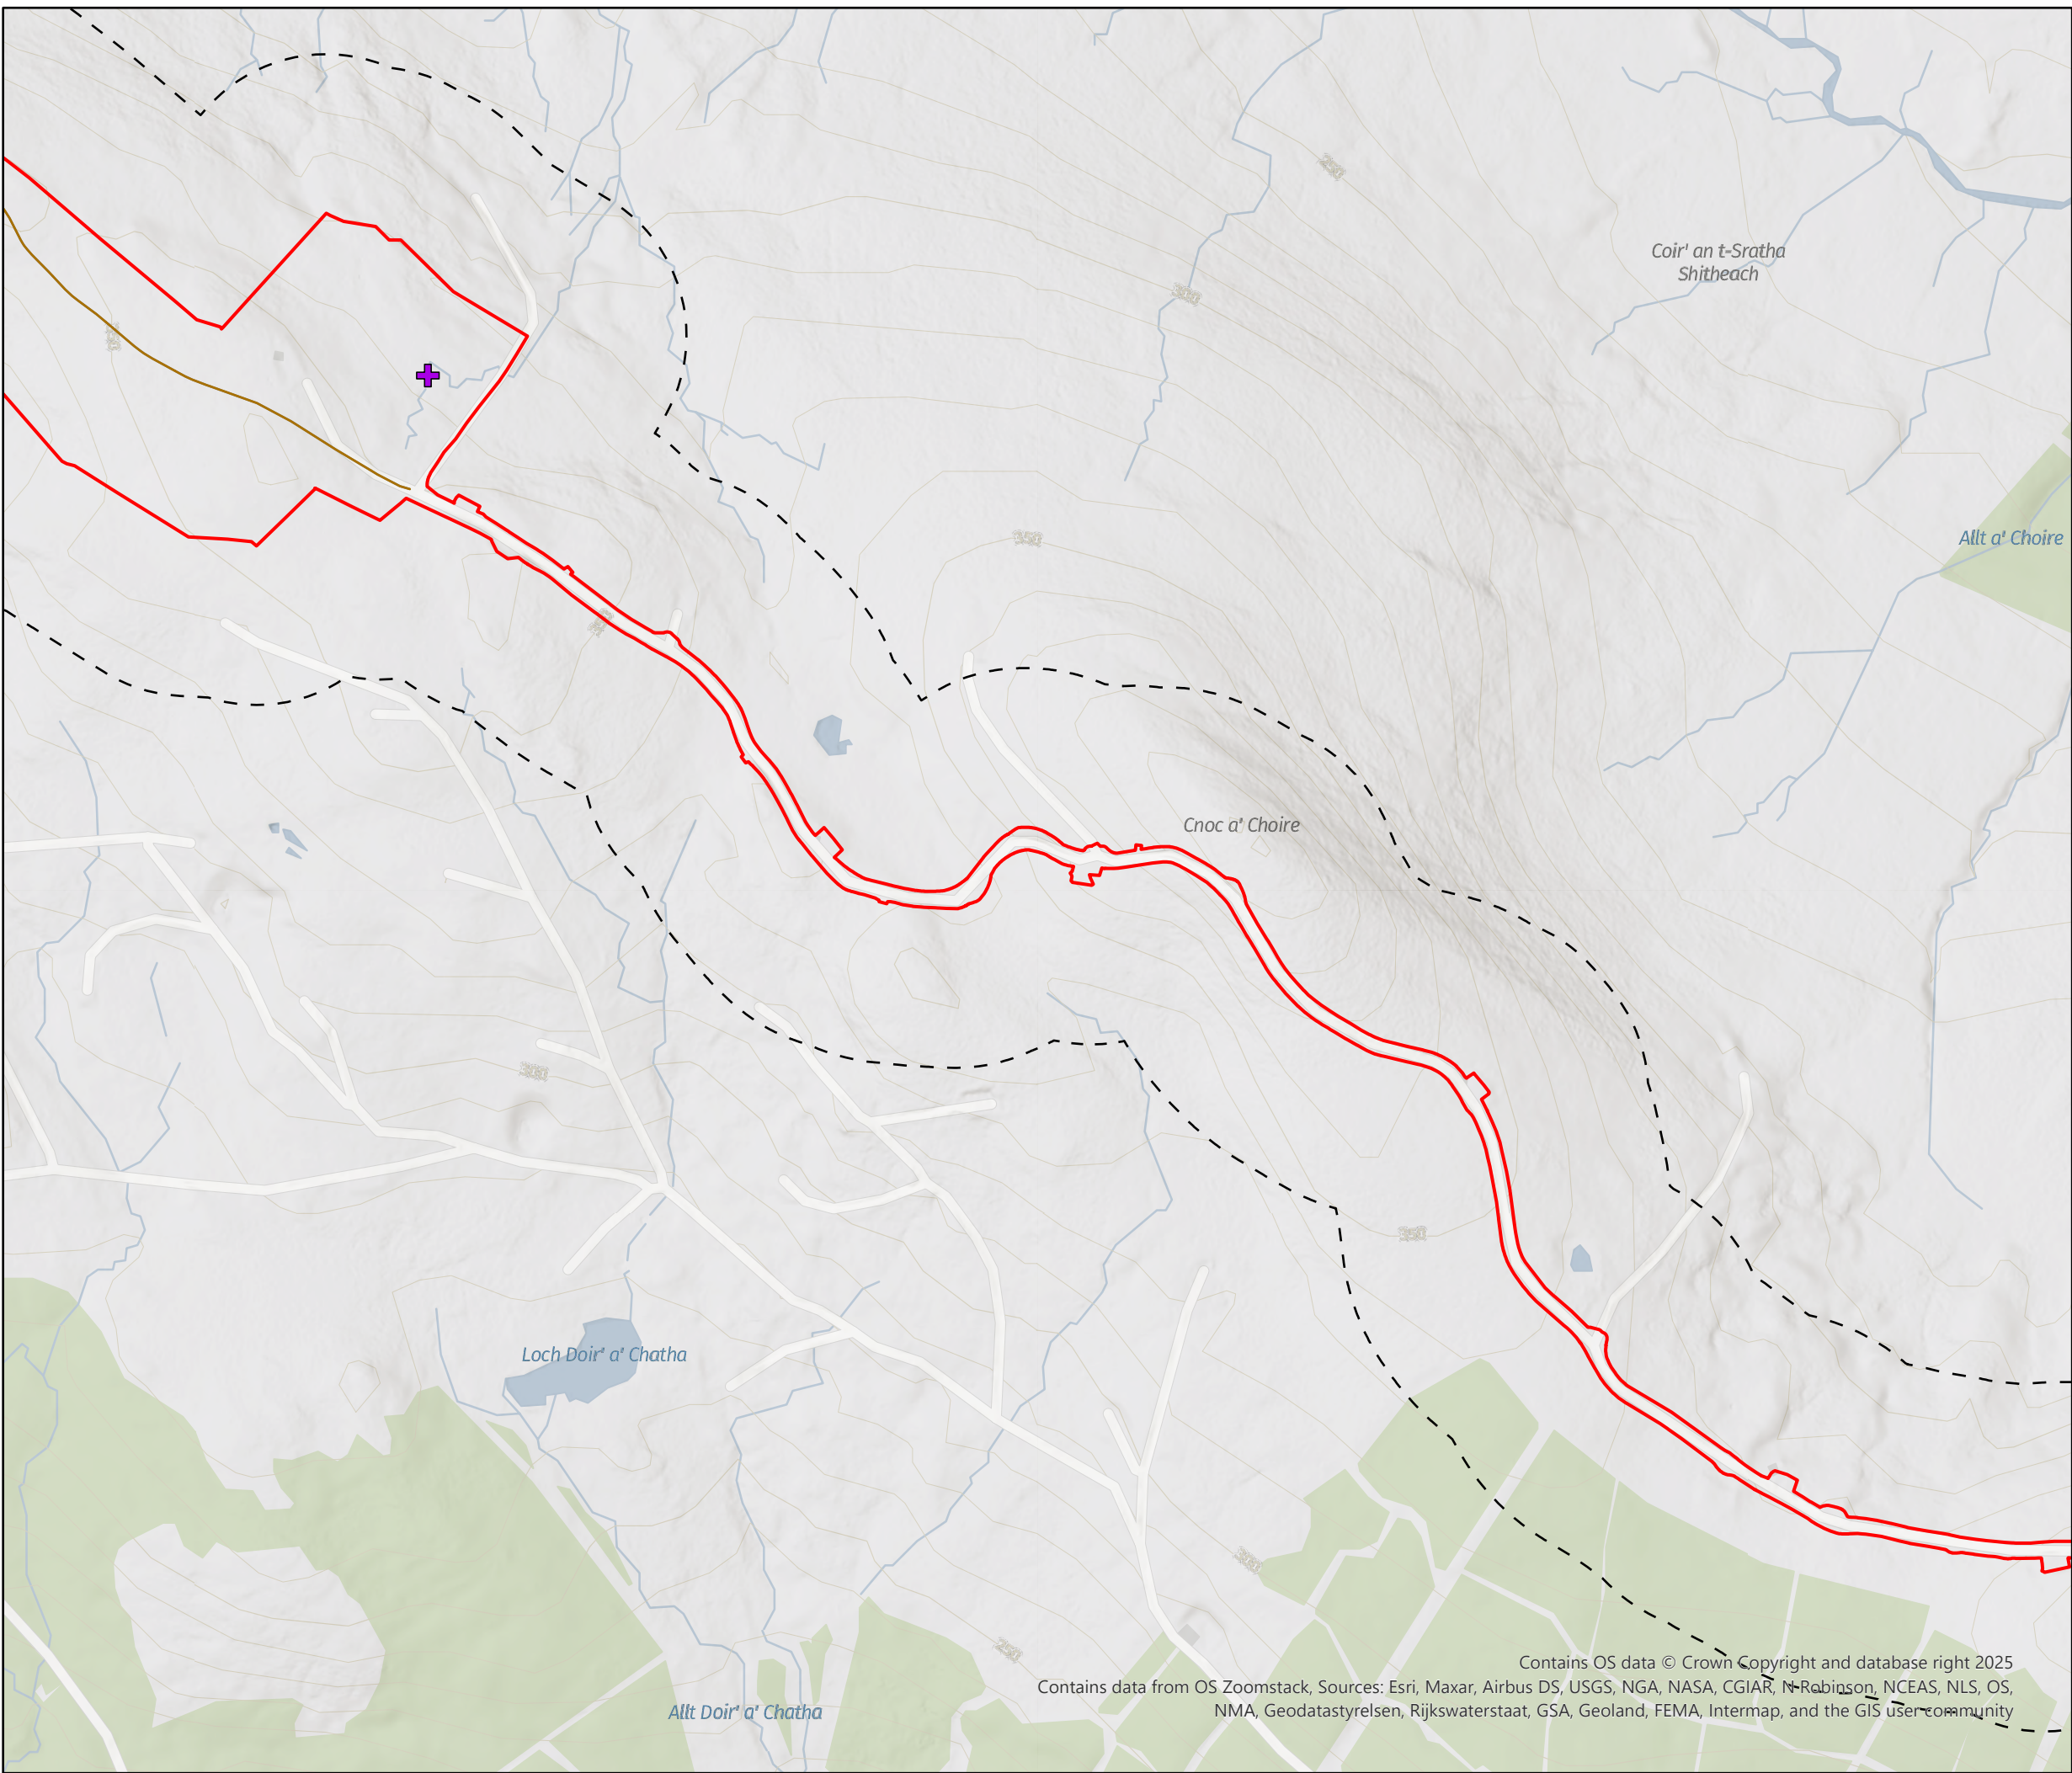 Coir' an t-Sratha
Shitheach
Allt a' Choire
Cnoc a' Choire
Loch Doir' a' Chatha
Allt Doir' a' Chatha
Contains OS data © Crown Copyright and database right 2025
Contains data from OS Zoomstack, Sources: Esri, Maxar, Airbus DS, USGS, NGA, NASA, CGIAR, N Robinson, NCEAS, NLS, OS,
NMA, Geodatastyrelsen, Rijkswaterstaat, GSA, Geoland, FEMA, Intermap, and the GIS user community